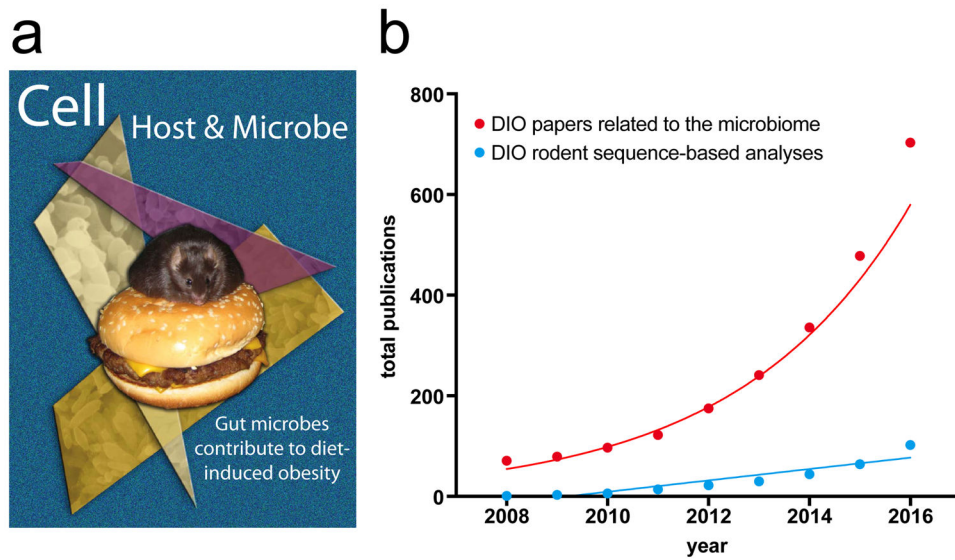 a
Cell
Host & Microbe
Gut microbes
contribute to diet-
induced obesity
b
800
600
400
200
0
total publications
DIO papers related to the microbiome
DIO rodent sequence-based analyses
2008
2010
2012
2014
2016
year